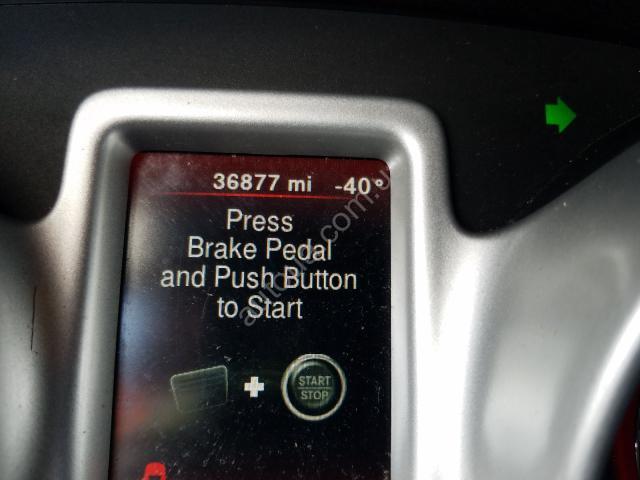 36877 mi -40°
Press
Brake Pedal
and Push Button
to Start
START
STOP